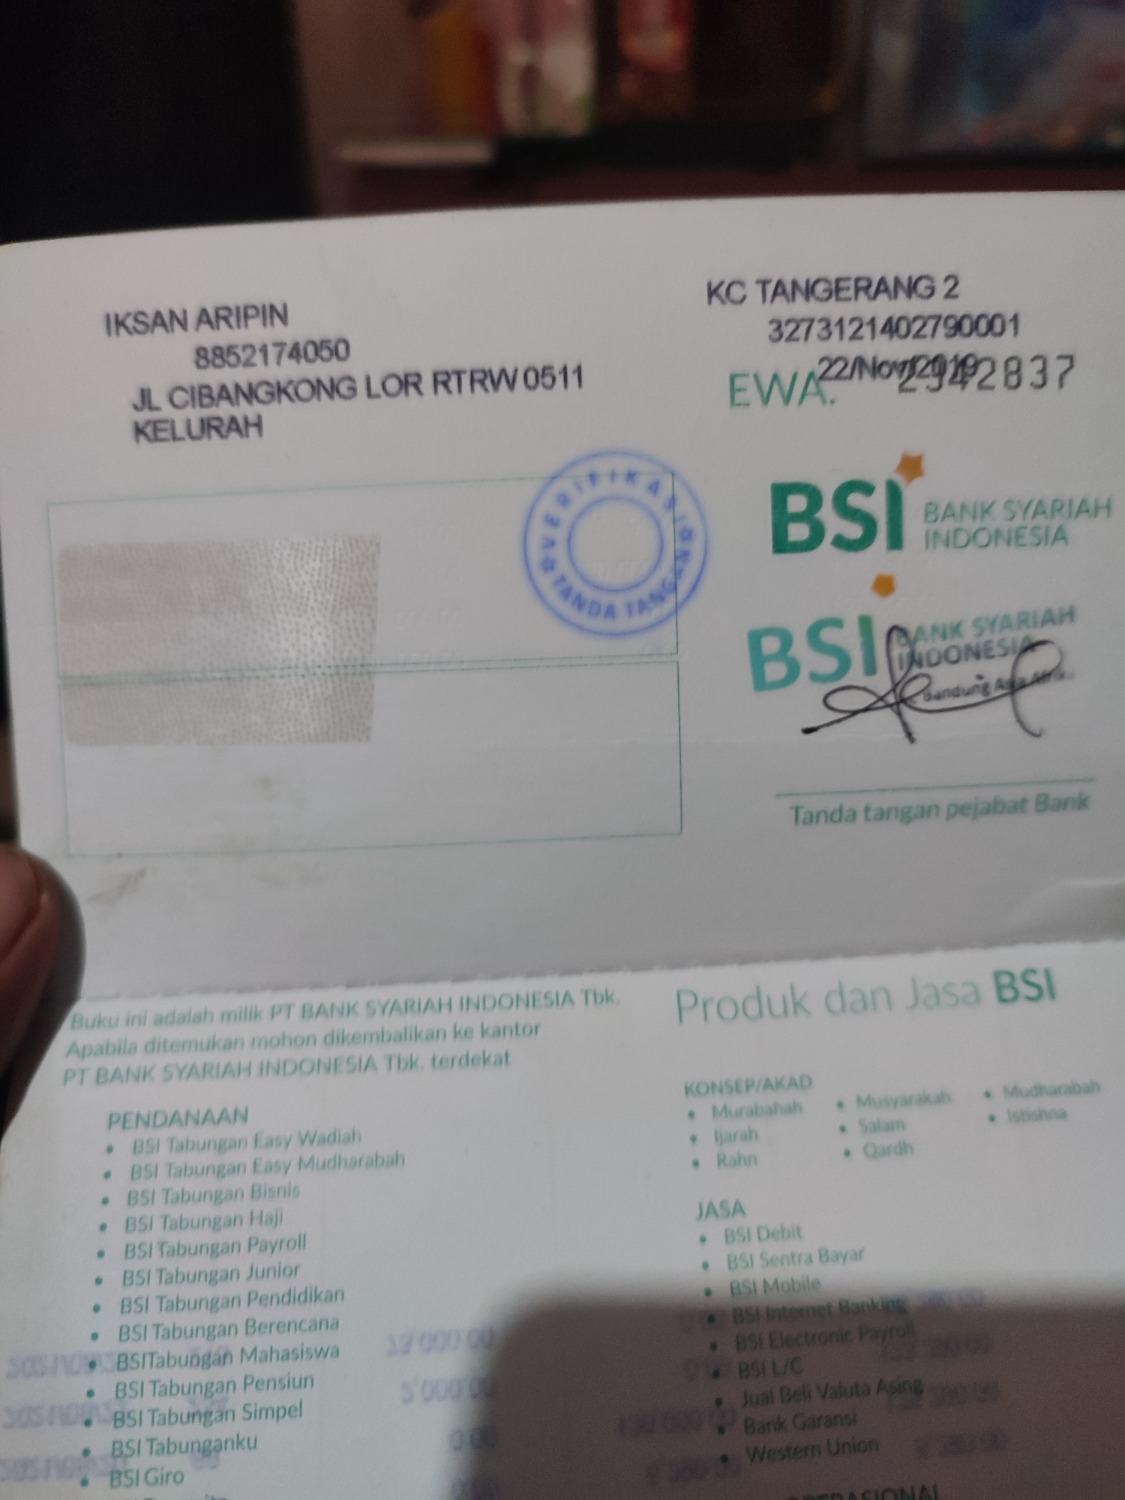 IKSAN ARIPIN
8852174050
JL CIBANGKONG LOR RTRW 0511
KELURAH
KC TANGERANG 2
3273121402790001
22/Nov/2019
EWA. 2942837
VERIFIKASI
TANDA TANGAN
BSI BANK SYARIAH
INDONESIA
BSI BANK SYARIAH
INDONESIA
Bandung Asia
Tanda tangan pejabat Bank
Buku ini adalah milik PT BANK SYARIAH INDONESIA Tbk.
Apabila ditemukan mohon dikembalikan ke kantor
PT BANK SYARIAH INDONESIA Tbk. terdekat
PENDANAAN
• BSI Tabungan Easy Wadiah
• BSI Tabungan Easy Mudharabah
• BSI Tabungan Bisnis
• BSI Tabungan Haji
• BSI Tabungan Payroll
• BSI Tabungan Junior
• BSI Tabungan Pendidikan
• BSI Tabungan Berencana
• BSITabungan Mahasiswa
• BSI Tabungan Pensiun
• BSI Tabungan Simpel
• BSI Tabunganku
• BSI Giro
Produk dan Jasa BSI
KONSEP/AKAD
• Murabahah
• Ijarah
• Rahn
• Musyarakah
• Salam
• Qardh
• Mudharabah
• Istishna
JASA
• BSI Debit
• BSI Sentra Bayar
• BSI Mobile
• BSI Internet Banking
• BSI Electronic Payroll
• BSI L/C
• Jual Beli Valuta Asing
• Bank Garansi
• Western Union